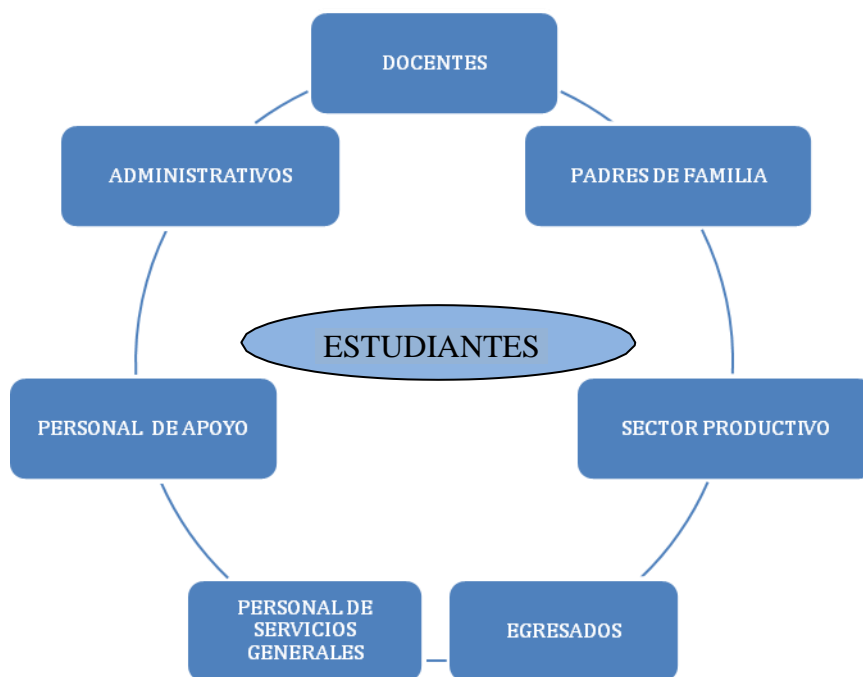 DOCENTES
ADMINISTRATIVOS
PADRES DE FAMILIA
ESTUDIANTES
PERSONAL DE APOYO
SECTOR PRODUCTIVO
PERSONAL DE
SERVICIOS
GENERALES
EGRESADOS